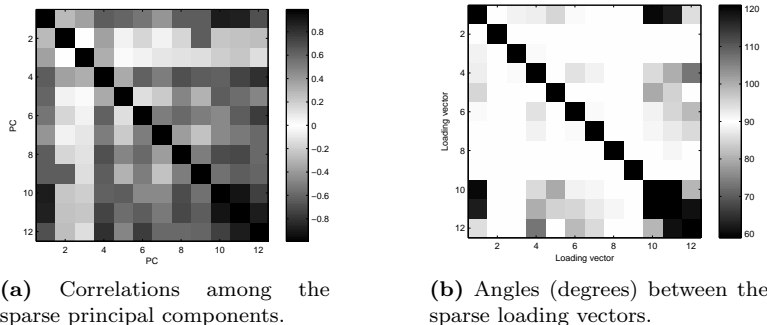 2
4
6
8
10
12
PC
2 4 6 8 10 12
PC
0.8
0.6
0.4
0.2
0
−0.2
−0.4
−0.6
−0.8
2
4
6
8
10
12
Loading vector
2 4 6 8 10 12
Loading vector
120
110
100
90
80
70
60
(a) Correlations among the
sparse principal components.
(b) Angles (degrees) between the
sparse loading vectors.